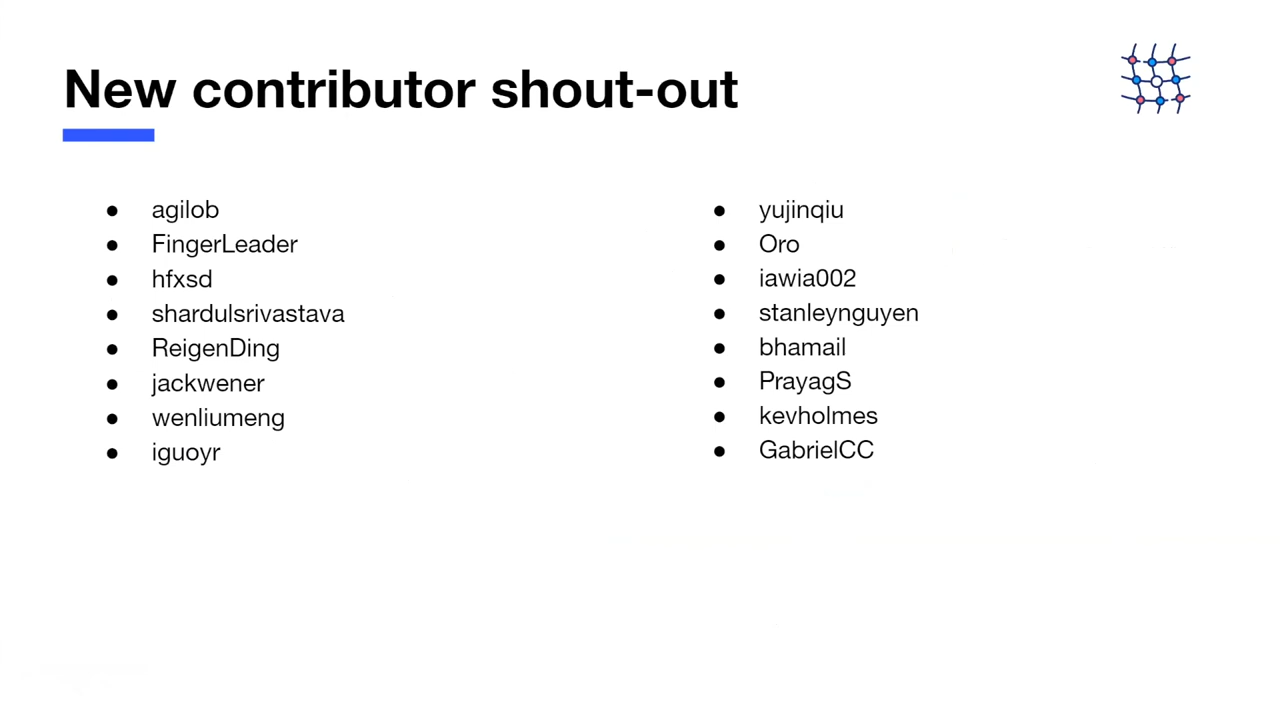 New contributor shout-out
● agilob
● FingerLeader
● hfxsd
● shardulsrivastava
● ReigenDing
● jackwener
● wenliumeng
● iguoyr
● yujinqiu
● Oro
● iawia002
● stanleynguyen
● bhamail
● PrayagS
● kevholmes
● GabrielCC